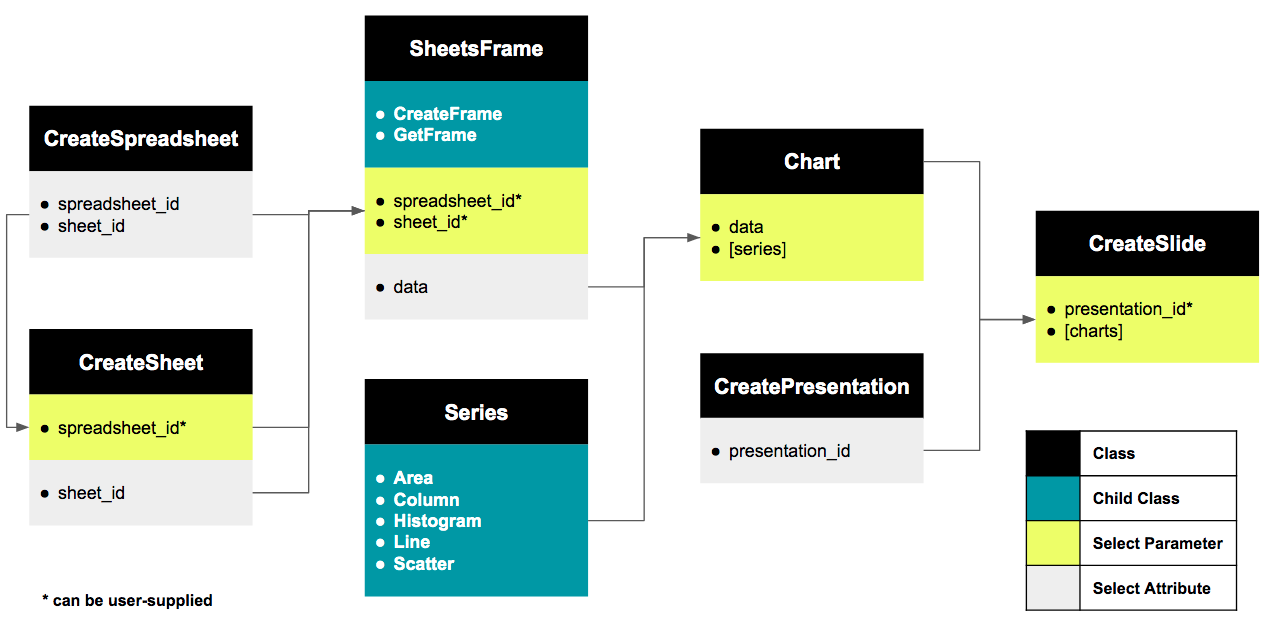 SheetsFrame
● CreateFrame
● GetFrame
● spreadsheet_id*
● sheet_id*
● data
CreateSpreadsheet
● spreadsheet_id
● sheet_id
CreateSheet
● spreadsheet_id*
● sheet_id
Series
● Area
● Column
● Histogram
● Line
● Scatter
Chart
● data
● [series]
CreatePresentation
● presentation_id
CreateSlide
● presentation_id*
● [charts]
Class
Child Class
Select Parameter
Select Attribute
* can be user-supplied